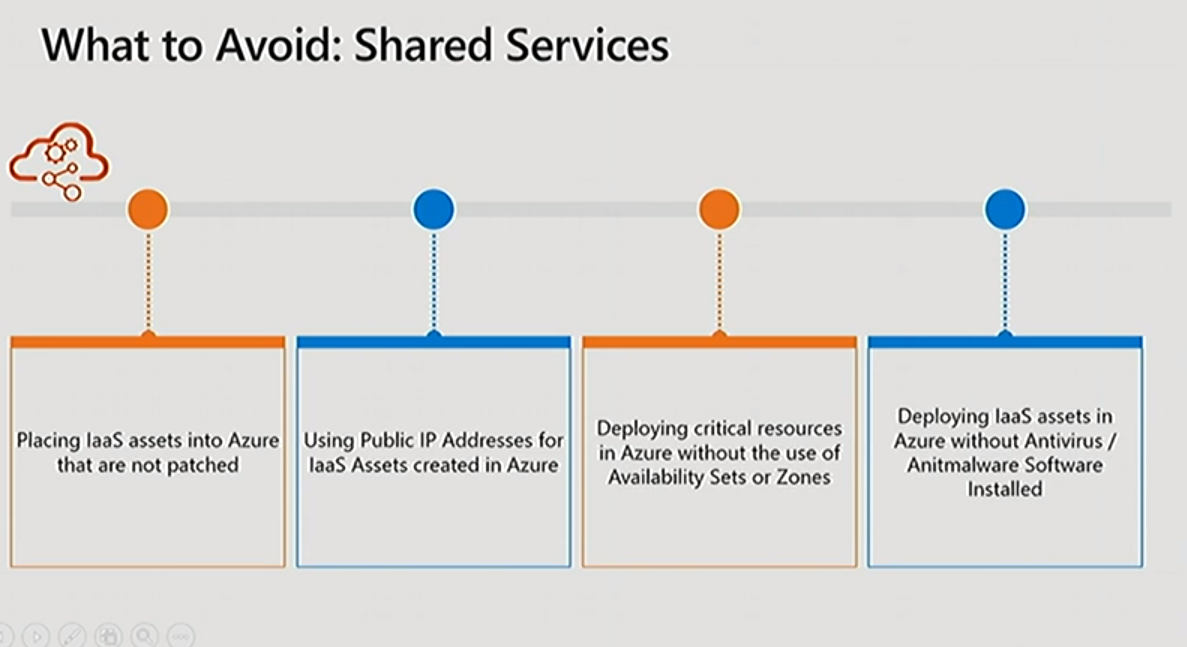 What to Avoid: Shared Services
Placing IaaS assets into Azure
that are not patched
Using Public IP Addresses for
IaaS Assets created in Azure
Deploying critical resources
in Azure without the use of
Availability Sets or Zones
Deploying IaaS assets in
Azure without Antivirus /
Anitmalware Software
Installed